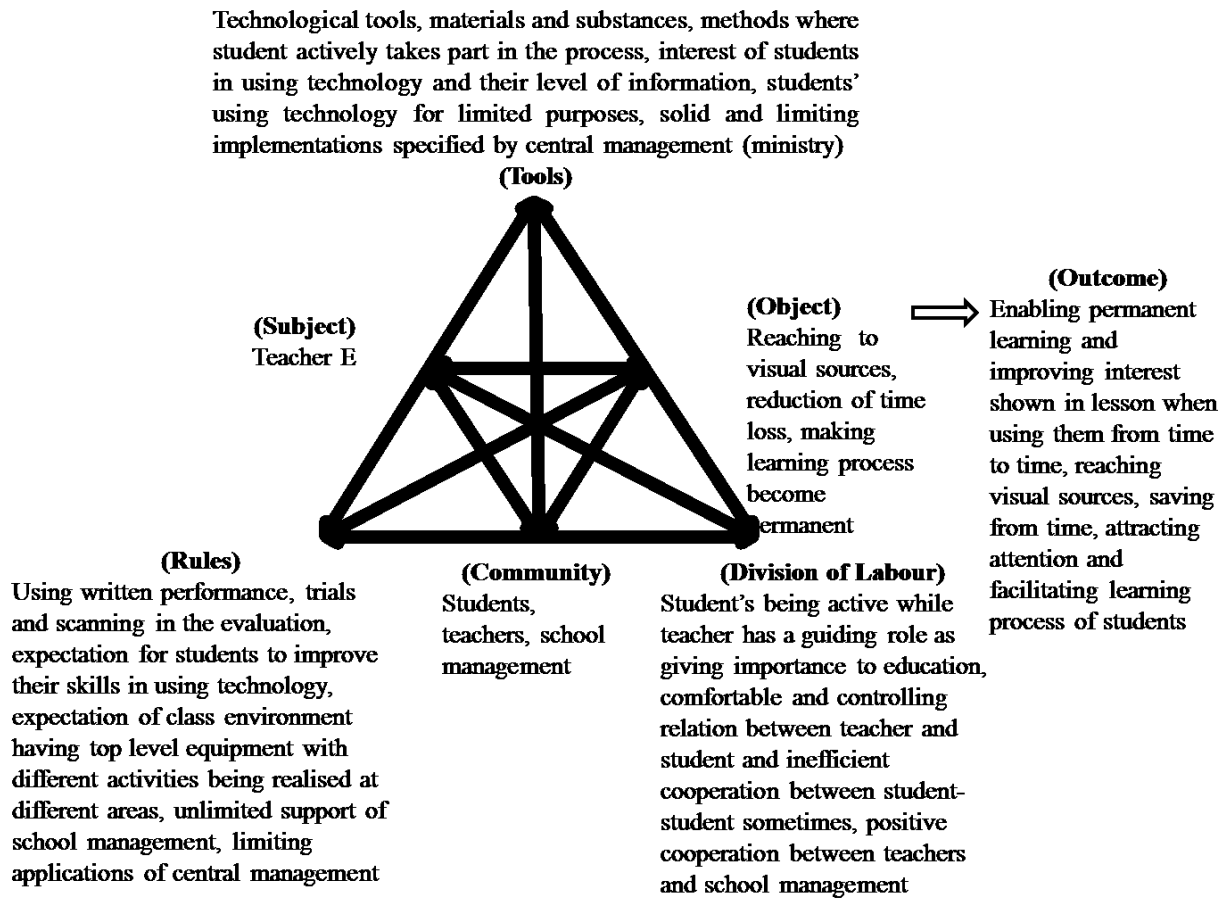 Technological tools, materials and substances, methods where
student actively takes part in the process, interest of students
in using technology and their level of information, students'
using technology for limited purposes, solid and limiting
implementations specified by central management (ministry)
(Tools)
(Subject)
Teacher E
(Object)
Reaching to
visual sources,
reduction of time
loss, making
learning process
become
permanent
(Outcome)
Enabling permanent
learning and
improving interest
shown in lesson when
using them from time
to time, reaching
visual sources, saving
from time, attracting
attention and
facilitating learning
process of students
(Rules)
Using written performance, trials
and scanning in the evaluation,
expectation for students to improve
their skills in using technology,
expectation of class environment
having top level equipment with
different activities being realised at
different areas, unlimited support of
school management, limiting
applications of central management
(Community)
Students,
teachers, school
management
(Division of Labour)
Student's being active while
teacher has a guiding role as
giving importance to education,
comfortable and controlling
relation between teacher and
student and inefficient
cooperation between student-
student sometimes, positive
cooperation between teachers
and school management